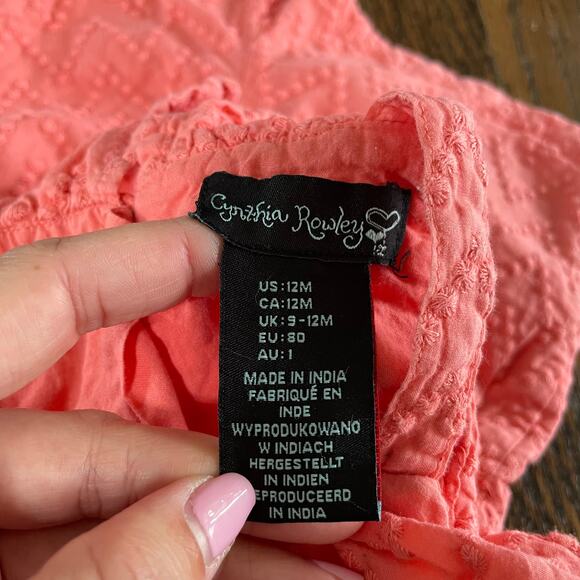 Cynthia Rowley
US:12M
CA:12M
UK:9-12M
EU:80
AU:1
MADE IN INDIA
FABRIQUÉ EN
INDE
WYPRODUKOWANO
W INDIACH
HERGESTELLT
IN INDIEN
EPRODUCEERD
IN INDIA